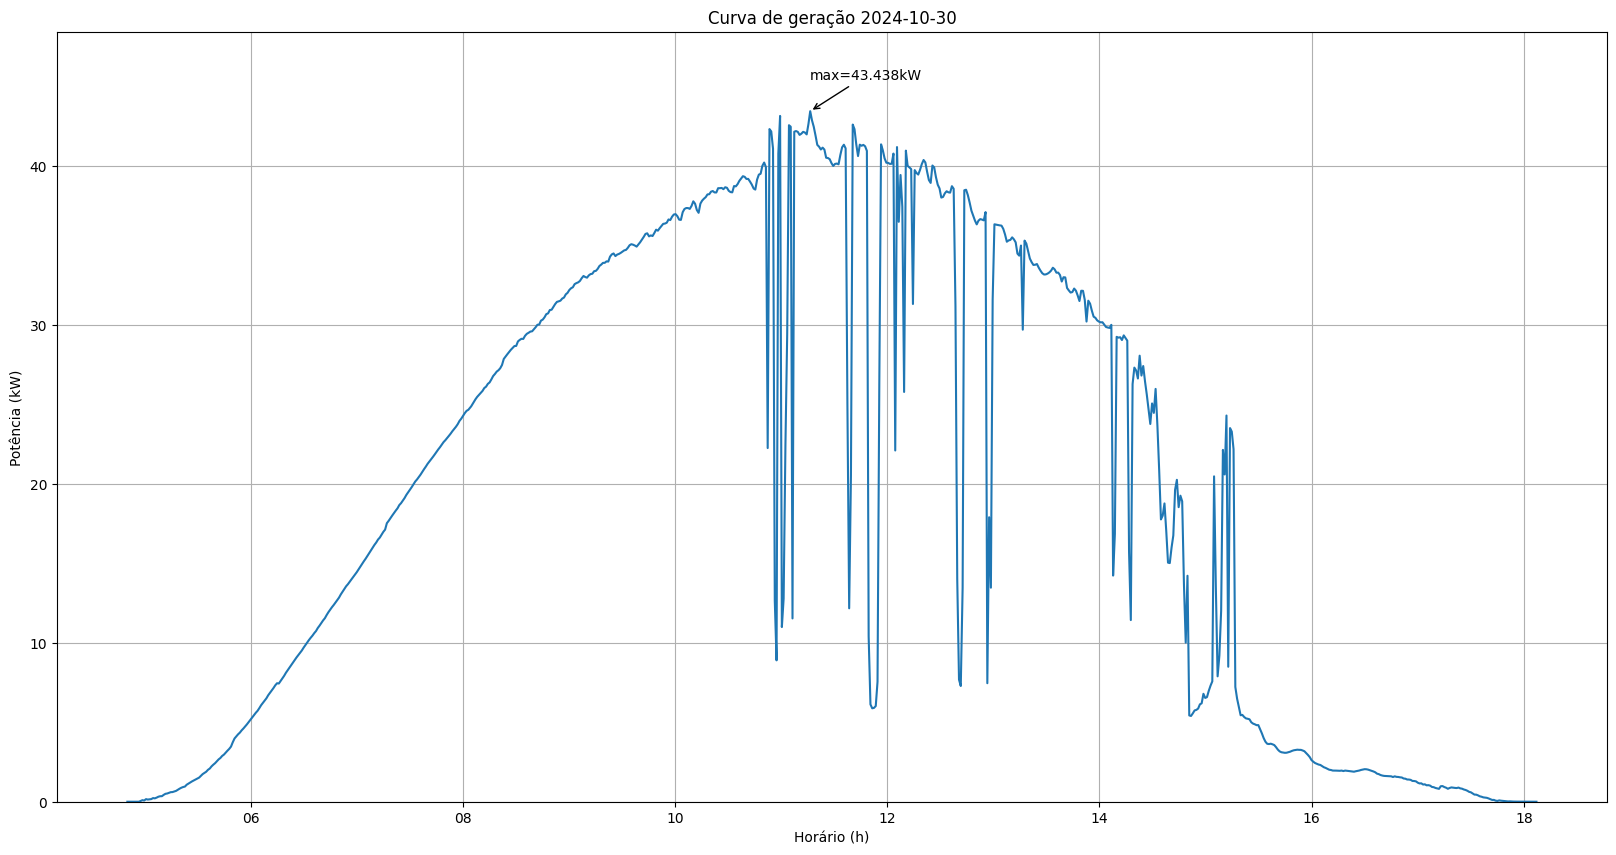 Curva de geração 2024-10-30
max=43.438kW
Potência (kW)
40
30
20
10
0
06 08 10 12 14 16 18
Horário (h)